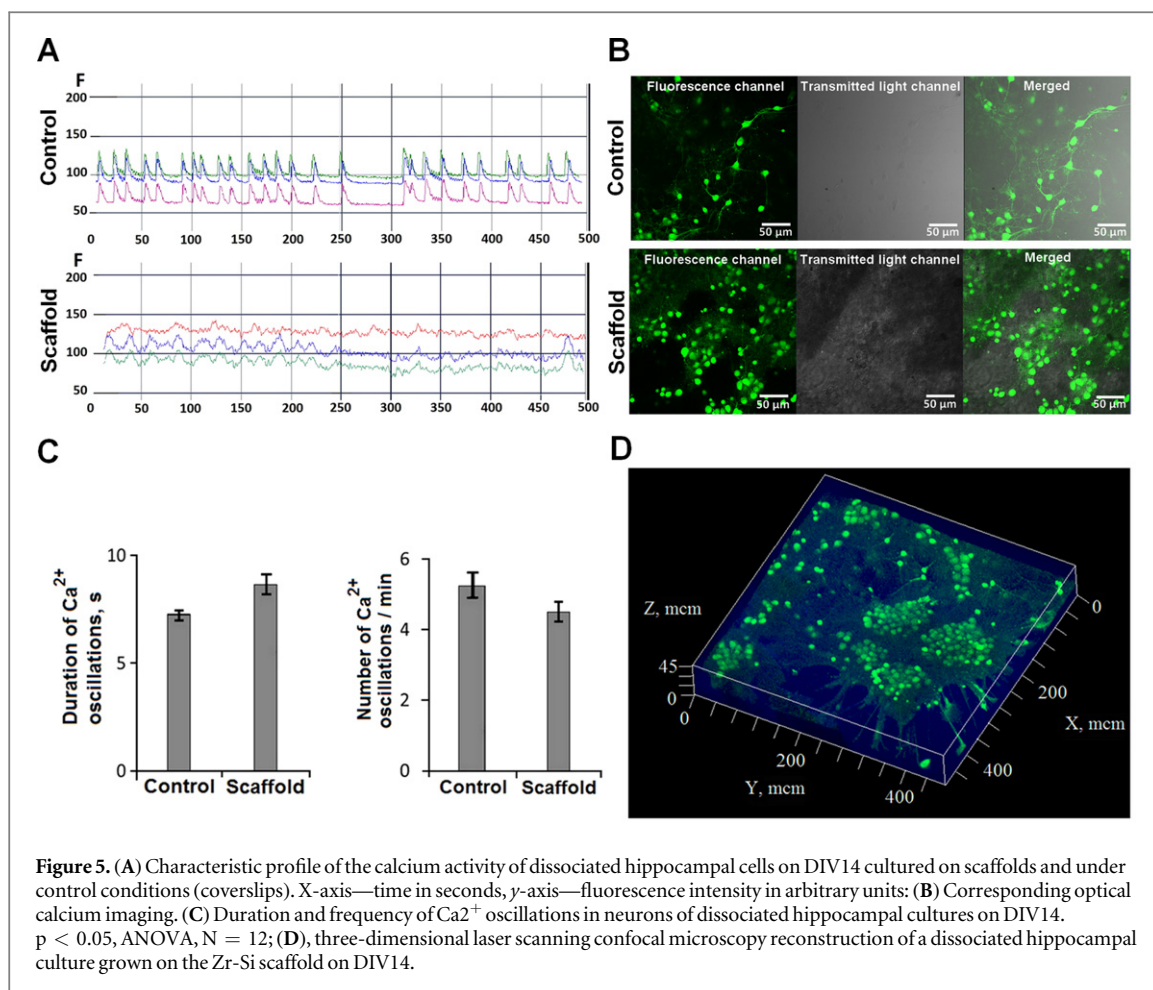 A
F
Control
200
150
100
50
0 50 100 150 200 250 300 350 400 450 500
F
Scaffold
200
150
100
50
0 50 100 150 200 250 300 350 400 450 500
B
Control
Fluorescence channel Transmitted light channel Merged
50 µm 50 µm 50 µm
Scaffold
Fluorescence channel Transmitted light channel Merged
50 µm 50 µm 50 µm
C
Duration of Ca2+
oscillations, s
10
5
0
Control Scaffold
Number of Ca2+
oscillations / min
6
4
2
0
Control Scaffold
D
Z, mcm
45
0
0
200
400
Y, mcm
0
200
400
X, mcm
Figure 5. (A) Characteristic profile of the calcium activity of dissociated hippocampal cells on DIV14 cultured on scaffolds and under
control conditions (coverslips). X-axis—time in seconds, y-axis—fluorescence intensity in arbitrary units: (B) Corresponding optical
calcium imaging. (C) Duration and frequency of Ca2+ oscillations in neurons of dissociated hippocampal cultures on DIV14.
p < 0.05, ANOVA, N = 12; (D), three-dimensional laser scanning confocal microscopy reconstruction of a dissociated hippocampal
culture grown on the Zr-Si scaffold on DIV14.